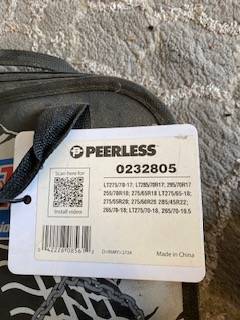 PEERLESS
Scan here for
0232805
LT275/70-17; LT285/70R17; 295/70R17
255/70R18; 275/65R18 LT275/65-18;
275/55R20; 275/60R20 285/45R22;
265/70-18; LT275/70-18, 265/70-19.5
Install videos
Made in China